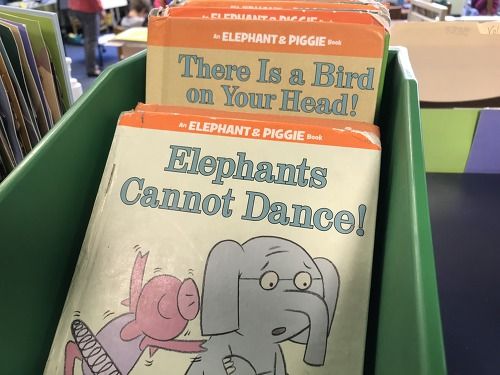 An ELEPHANT & PIGGIE Book
There Is a Bird
on Your Head!
An ELEPHANT & PIGGIE Book
Elephants
Cannot Dance!